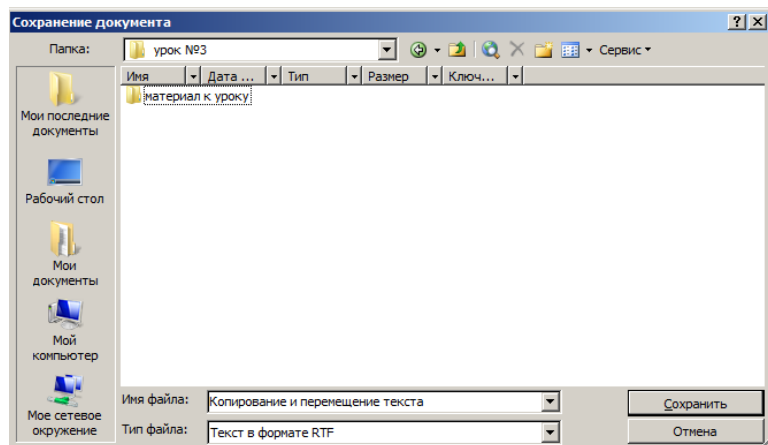 Сохранение документа
Папка:
урок №3
Сервис
Имя
Дата ...
Тип
Размер
Ключ...
материал к уроку
Мои последние
документы
Рабочий стол
Мои
документы
Мой
компьютер
Мое сетевое
окружение
Имя файла:
Копирование и перемещение текста
Сохранить
Тип файла:
Текст в формате RTF
Отмена